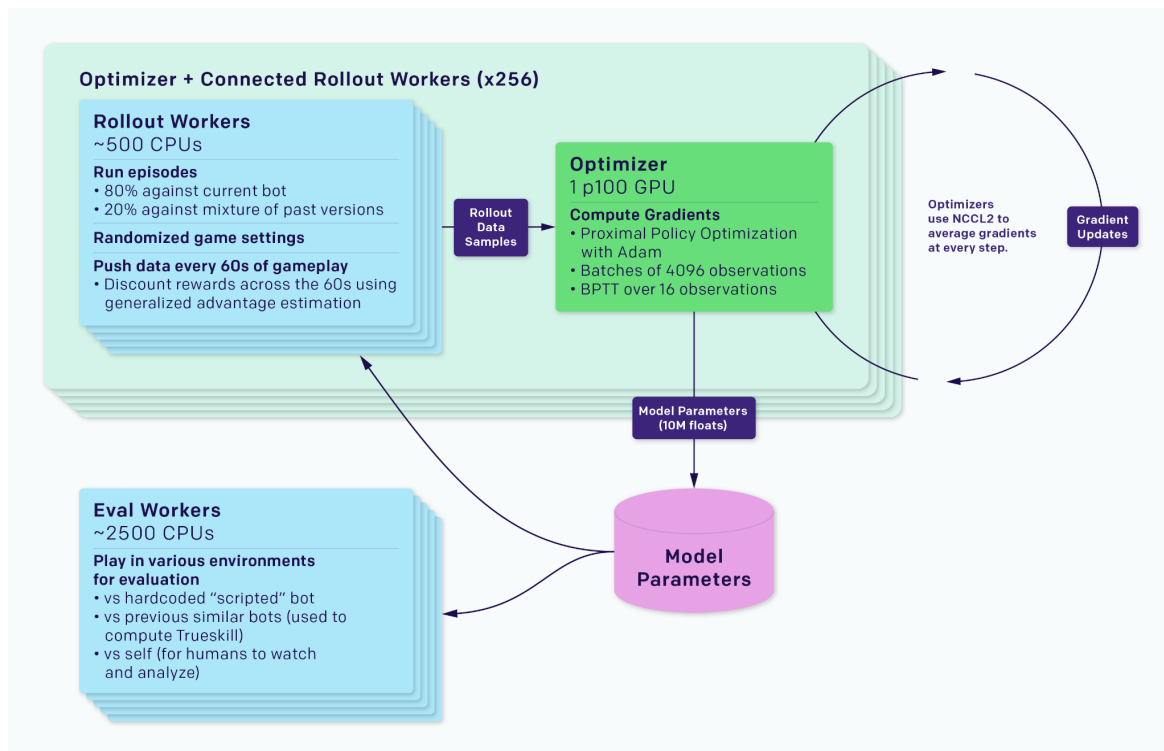 Optimizer + Connected Rollout Workers (x256)
Rollout Workers
~500 CPUs
Run episodes
• 80% against current bot
• 20% against mixture of past versions
Randomized game settings
Push data every 60s of gameplay
• Discount rewards across the 60s using
generalized advantage estimation
Rollout
Data
Samples
Optimizer
1 p100 GPU
Compute Gradients
• Proximal Policy Optimization
with Adam
• Batches of 4096 observations
• BPTT over 16 observations
Optimizers
use NCCL2 to
average gradients
at every step.
Gradient
Updates
Model Parameters
(10M floats)
Eval Workers
~2500 CPUs
Play in various environments
for evaluation
• vs hardcoded “scripted” bot
• vs previous similar bots (used to
compute Trueskill)
• vs self (for humans to watch
and analyze)
Model
Parameters